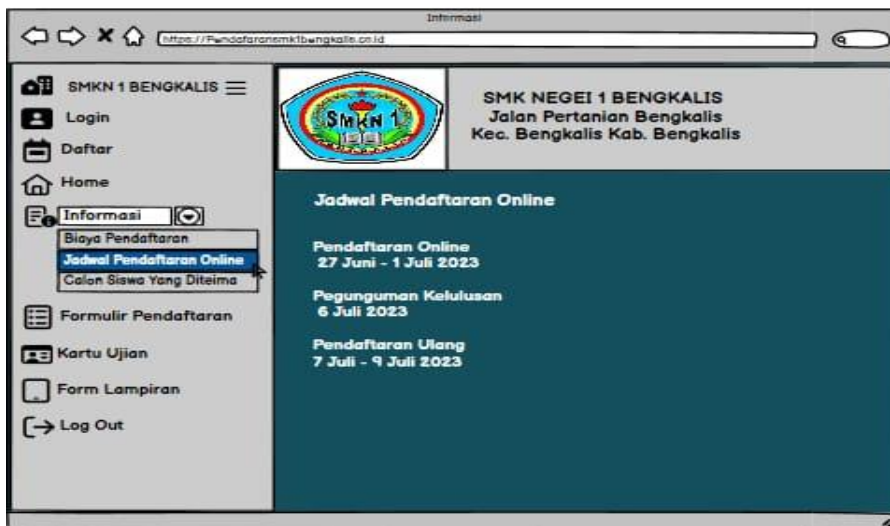 Informasi
https://Pendafaransmk1bengkalis.co.id
SMKN 1 BENGKALIS
Login
Daftar
Home
Informasi
Biaya Pendaftaran
Jadwal Pendaftaran Online
Calon Siswa Yang Diteima
Formulir Pendaftaran
Kartu Ujian
Form Lampiran
Log Out
SMKN 1
SMK NEGEI 1 BENGKALIS
Jalan Pertanian Bengkalis
Kec. Bengkalis Kab. Bengkalis
Jadwal Pendaftaran Online
Pendaftaran Online
27 Juni - 1 Juli 2023
Pegunguman Kelulusan
6 Juli 2023
Pendaftaran Ulang
7 Juli - 9 Juli 2023